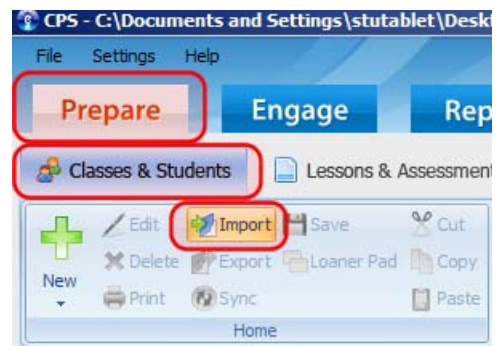 CPS - C:\Documents and Settings\stutablet\Deskt
File Settings Help
Prepare Engage Rep
Classes & Students Lessons & Assessment
New
Edit Import Save Cut
Delete Export Loaner Pad Copy
Print Sync Paste
Home